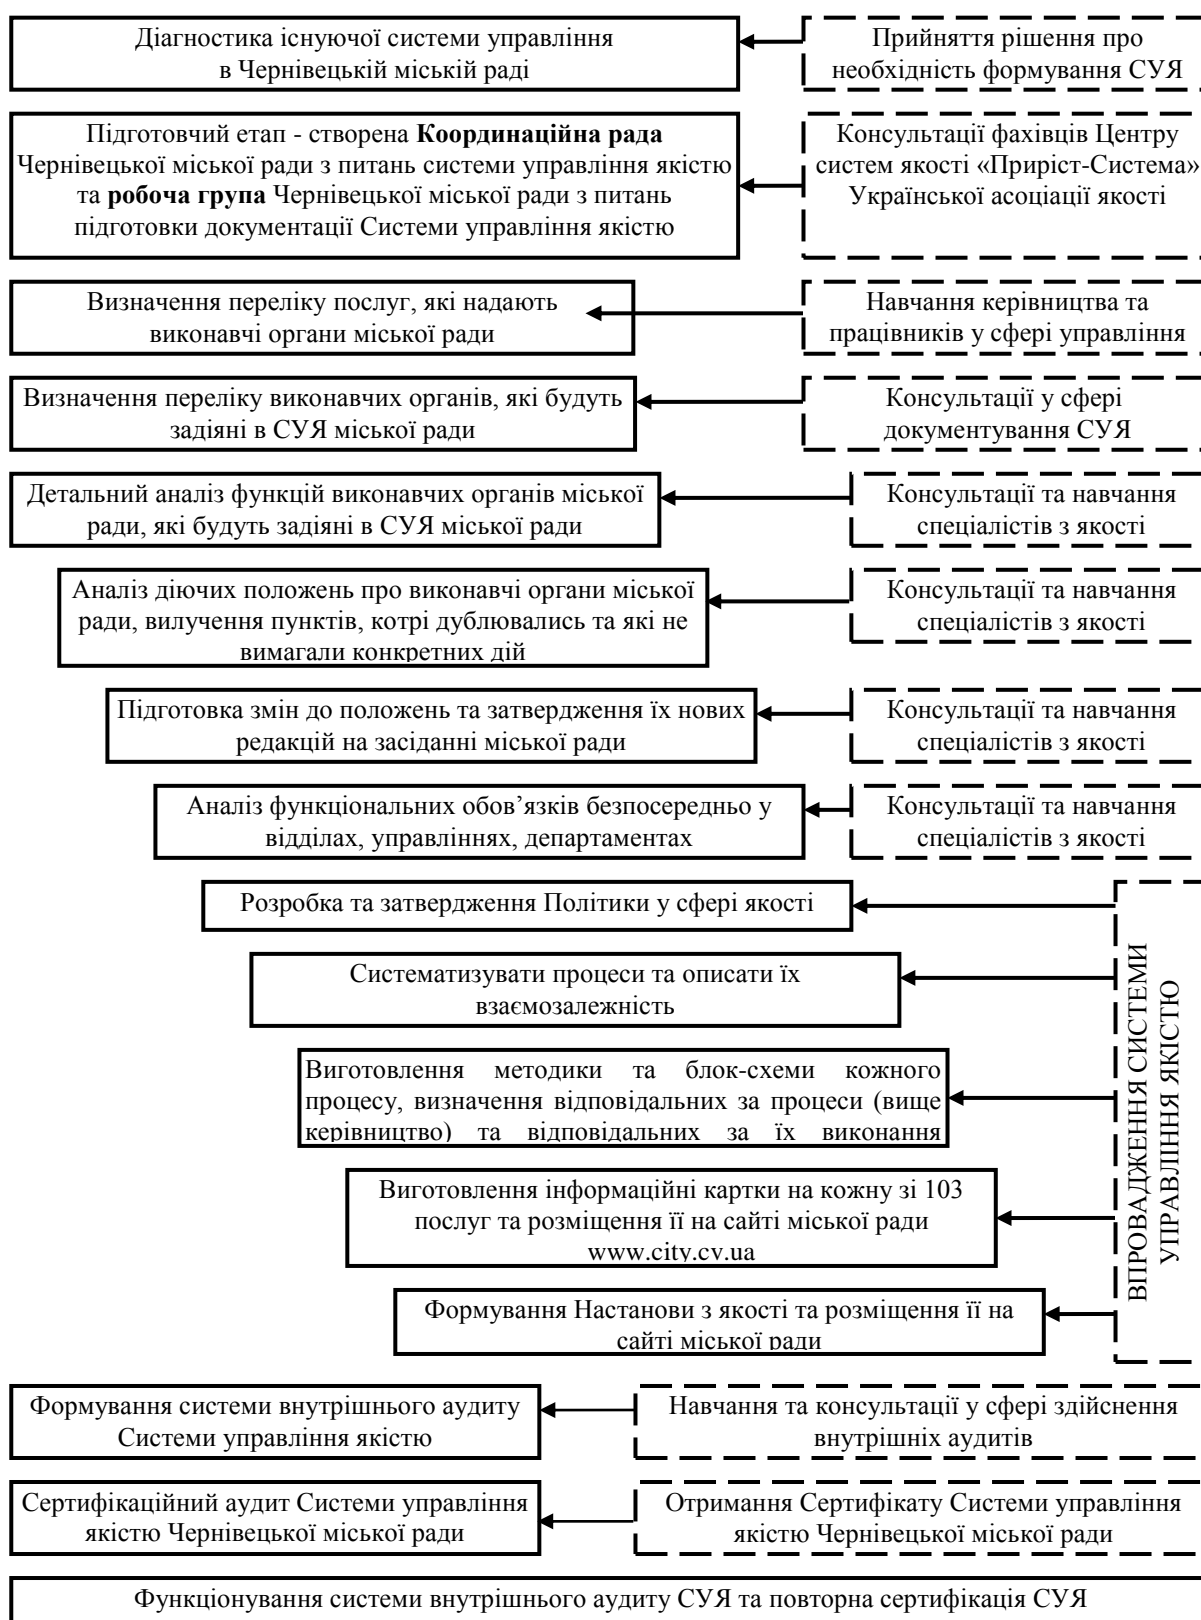 Діагностика існуючої системи управління
в Чернівецькій міській раді
Прийняття рішення про
необхідність формування СУЯ
Підготовчий етап - створена Координаційна рада
Чернівецької міської ради з питань системи управління якістю
та робоча група Чернівецької міської ради з питань
підготовки документації Системи управління якістю
Консультації фахівців Центру
систем якості «Приріст-Система»
Української асоціації якості
Визначення переліку послуг, які надають
виконавчі органи міської ради
Навчання керівництва та
працівників у сфері управління
Визначення переліку виконавчих органів, які будуть
задіяні в СУЯ міської ради
Консультації у сфері
документування СУЯ
Детальний аналіз функцій виконавчих органів міської
ради, які будуть задіяні в СУЯ міської ради
Консультації та навчання
спеціалістів з якості
Аналіз діючих положень про виконавчі органи міської
ради, вилучення пунктів, котрі дублювались та які не
вимагали конкретних дій
Консультації та навчання
спеціалістів з якості
Підготовка змін до положень та затвердження їх нових
редакцій на засіданні міської ради
Консультації та навчання
спеціалістів з якості
Аналіз функціональних обов’язків безпосередньо у
відділах, управліннях, департаментах
Консультації та навчання
спеціалістів з якості
Розробка та затвердження Політики у сфері якості
Систематизувати процеси та описати їх
взаємозалежність
Виготовлення методики та блок-схеми кожного
процесу, визначення відповідальних за процеси (вище
керівництво) та відповідальних за їх виконання
Виготовлення інформаційні картки на кожну зі 103
послуг та розміщення її на сайті міської ради
www.city.cv.ua
Формування Настанови з якості та розміщення її на
сайті міської ради
ВПРОВАДЖЕННЯ СИСТЕМИ
УПРАВЛІННЯ ЯКІСТЮ
Формування системи внутрішнього аудиту
Системи управління якістю
Навчання та консультації у сфері здійснення
внутрішніх аудитів
Сертифікаційний аудит Системи управління
якістю Чернівецької міської ради
Отримання Сертифікату Системи управління
якістю Чернівецької міської ради
Функціонування системи внутрішнього аудиту СУЯ та повторна сертифікація СУЯ